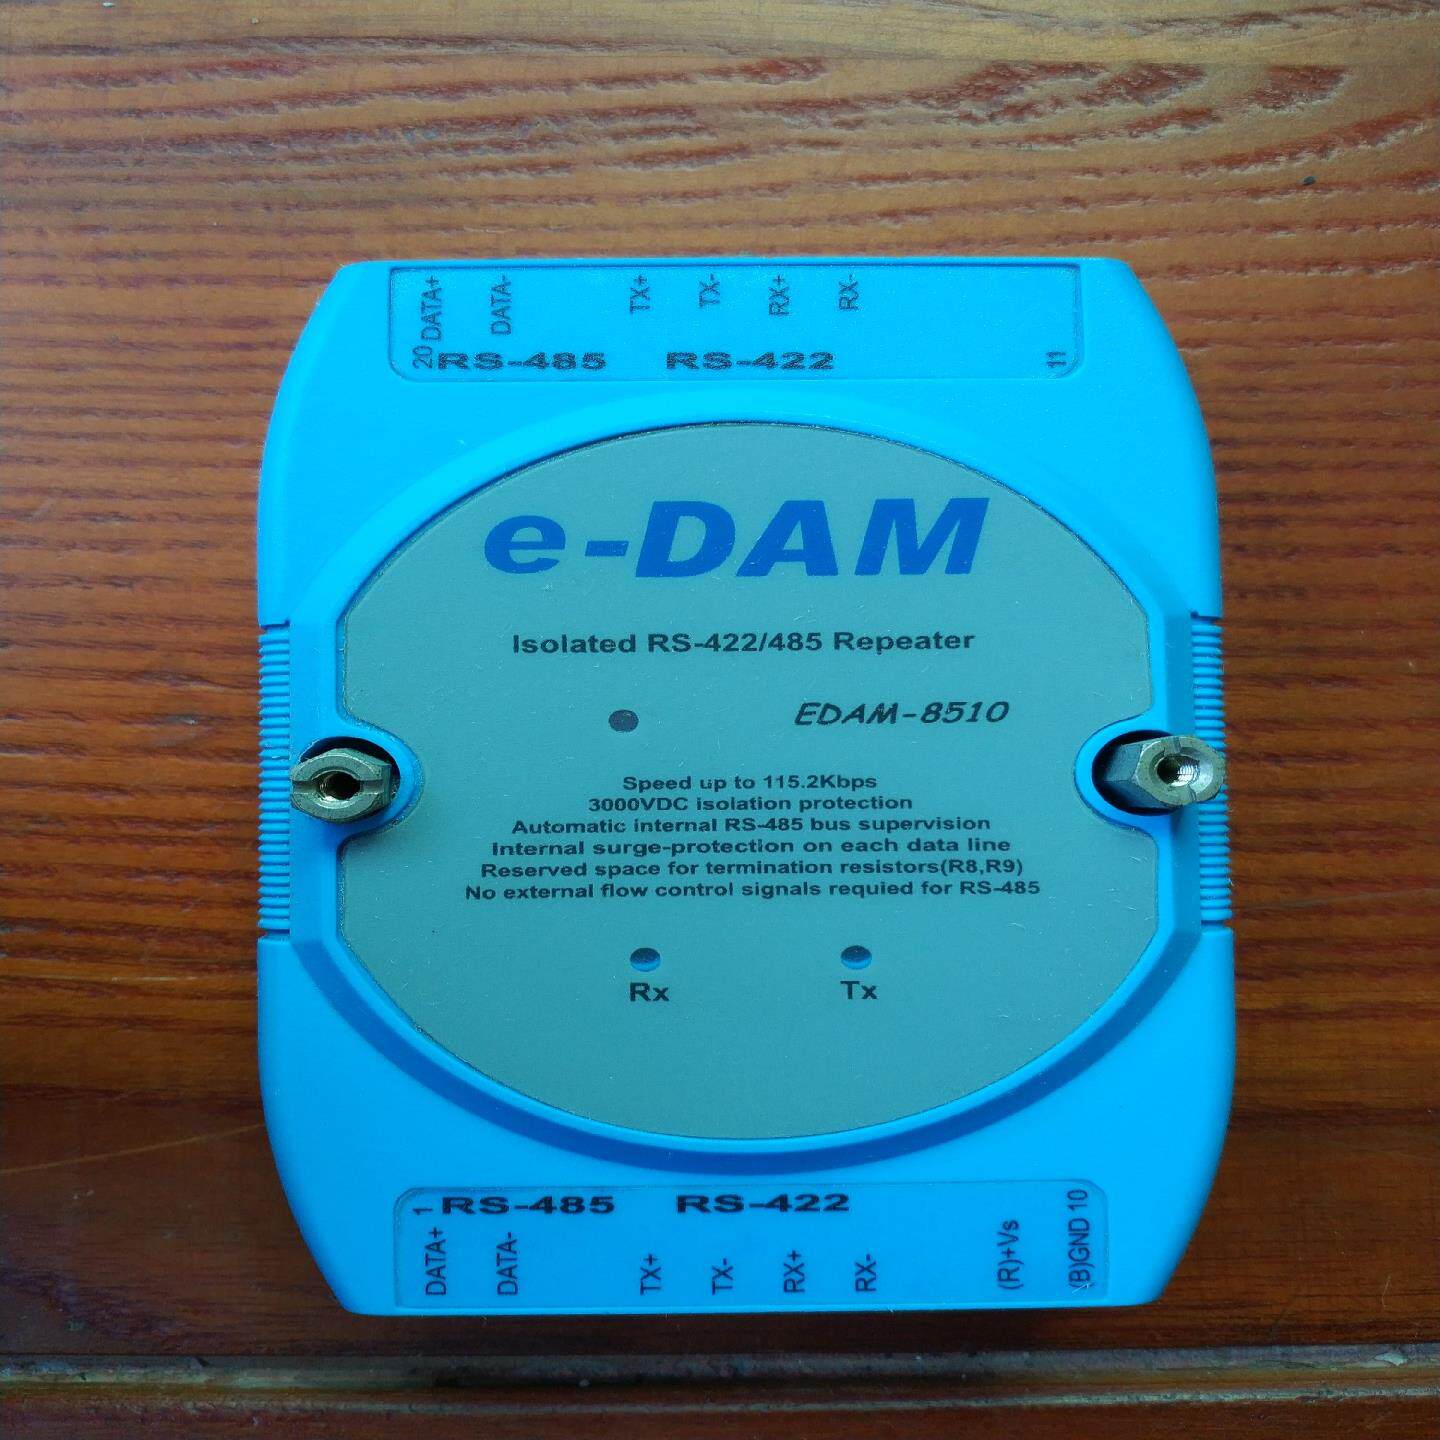 DATA+ DATA- TX+ TX- RX+ RX-
20 RS-485 RS-422 11
e-DAM
Isolated RS-422/485 Repeater
EDAM-8510
Speed up to 115.2Kbps
3000VDC isolation protection
Automatic internal RS-485 bus supervision
Internal surge-protection on each data line
Reserved space for termination resistors(R8,R9)
No external flow control signals requied for RS-485
Rx Tx
1 RS-485 RS-422 10
DATA+ DATA- TX+ TX- RX+ RX- (R)+Vs (B)GND